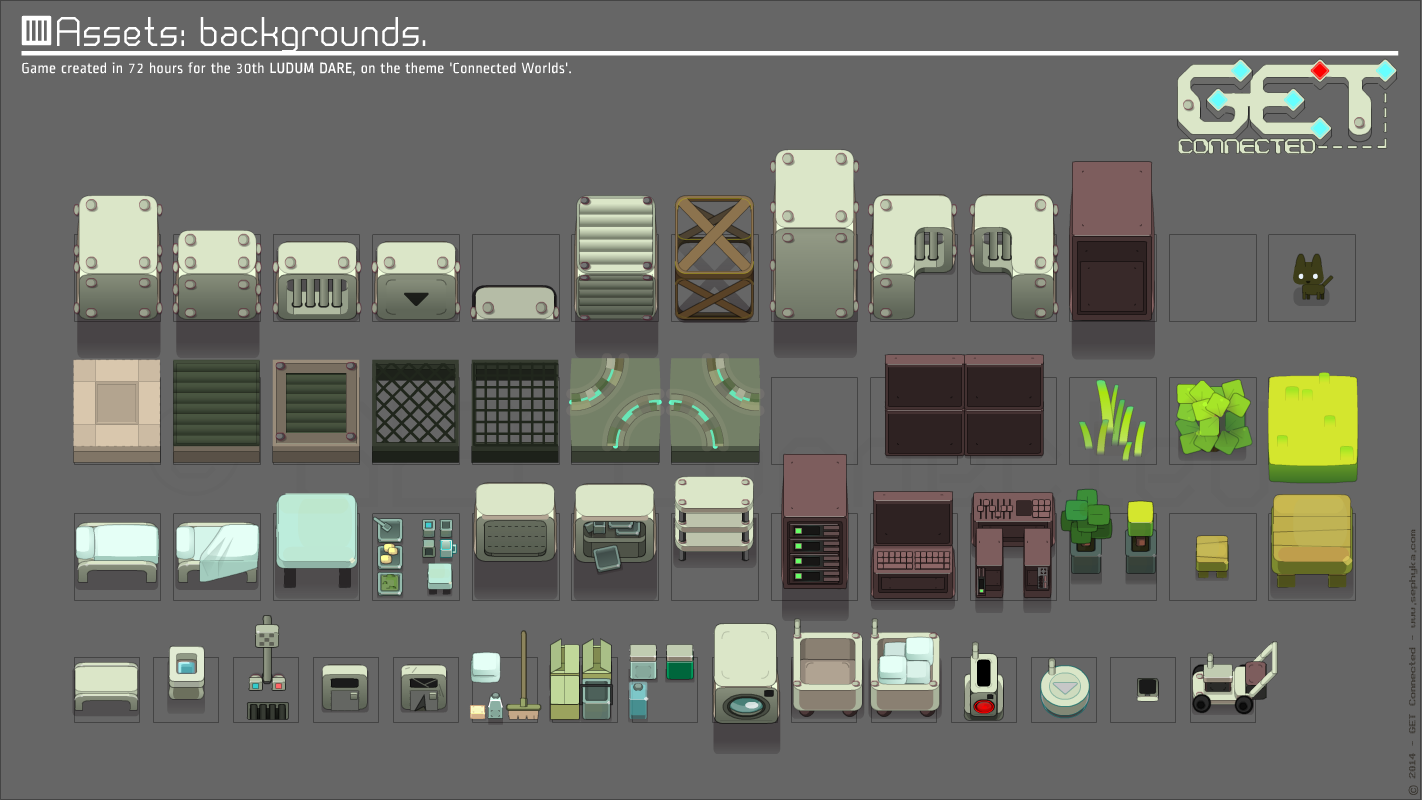 Assets: backgrounds.
Game created in 72 hours for the 30th LUDUM DARE, on the theme 'Connected Worlds'.
GET
CONNECTED
© 2014 - GET Connected - www.sephyka.com